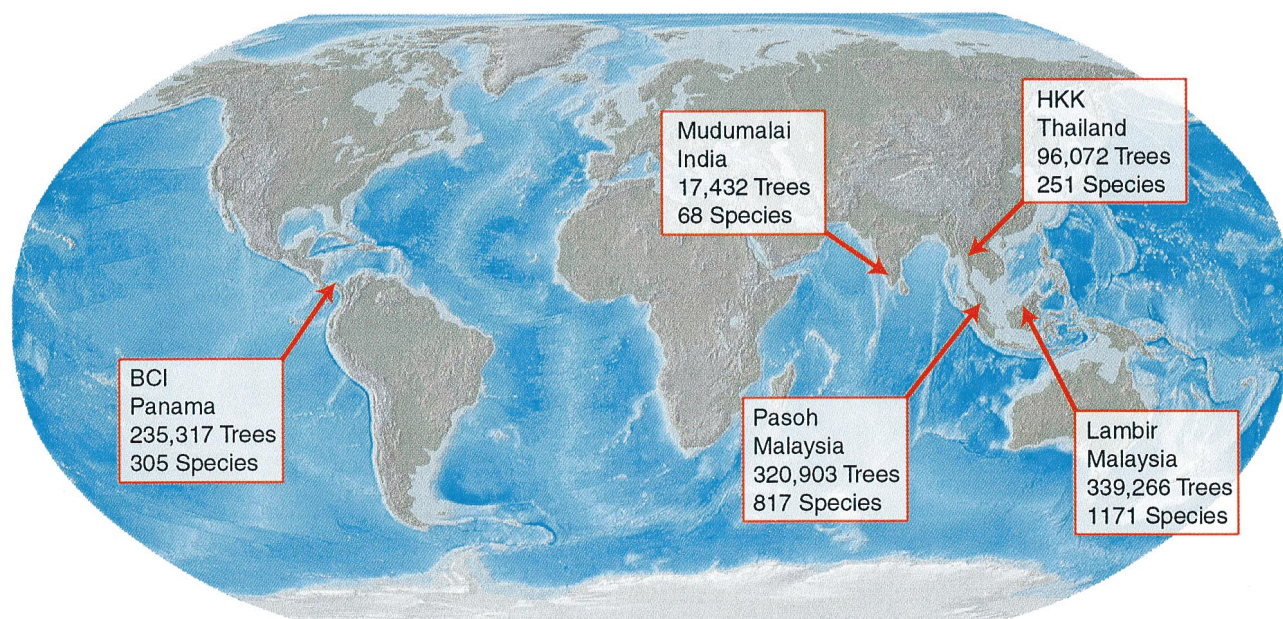 HKK
Thailand
96,072 Trees
251 Species
Mudumalai
India
17,432 Trees
68 Species
BCI
Panama
235,317 Trees
305 Species
Pasoh
Malaysia
320,903 Trees
817 Species
Lambir
Malaysia
339,266 Trees
1171 Species